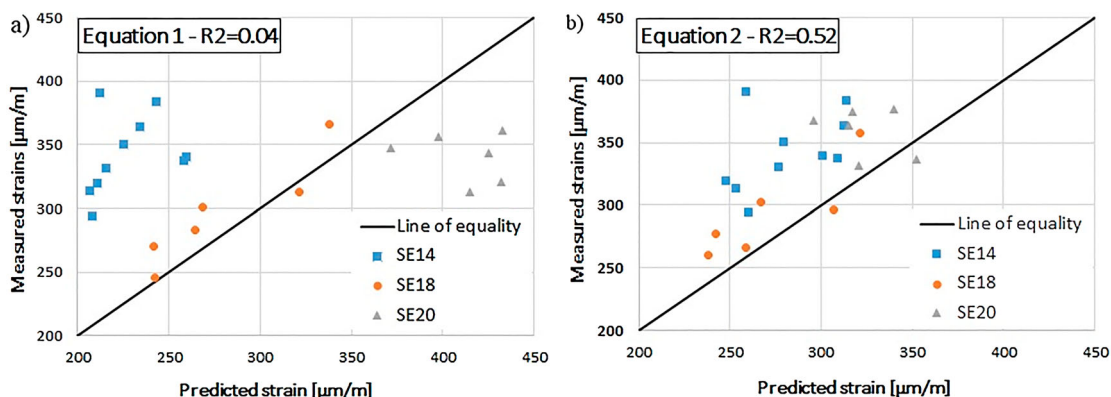 a)
Equation 1 - R2=0.04
Measured strains [µm/m]
450
400
350
300
250
200
Line of equality
SE14
SE18
SE20
200 250 300 350 400 450
Predicted strain [µm/m]
b)
Equation 2 - R2=0.52
Measured strains [µm/m]
450
400
350
300
250
200
Line of equality
SE14
SE18
SE20
200 250 300 350 400 450
Predicted strain [µm/m]